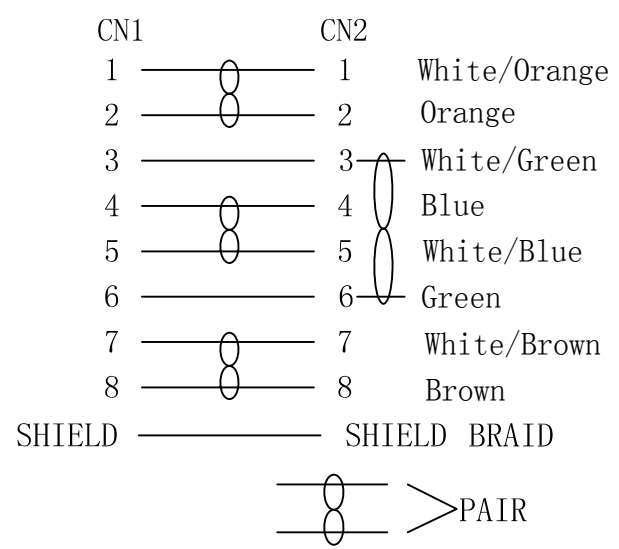 CN1 CN2
1 1 White/Orange
2 2 Orange
3 3 White/Green
4 4 Blue
5 5 White/Blue
6 6 Green
7 7 White/Brown
8 8 Brown
SHIELD SHIELD BRAID
PAIR